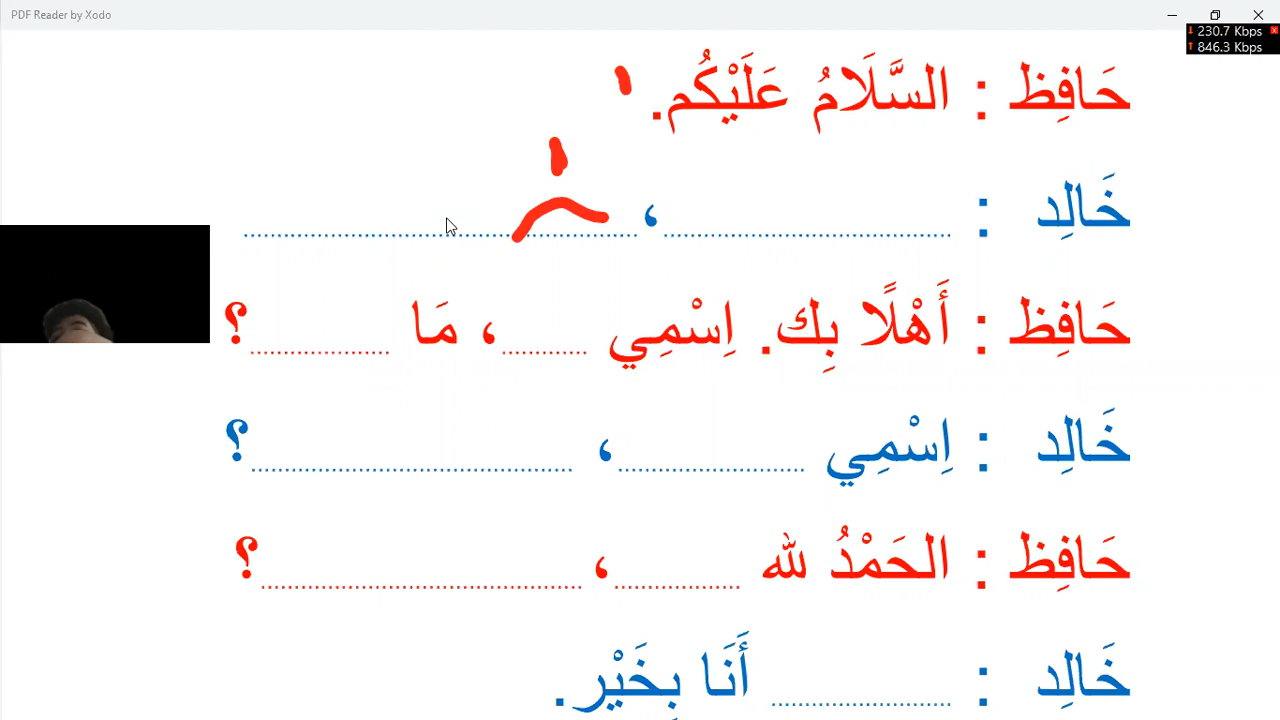 PDF Reader by Xodo
230.7 Kbps
846.3 Kbps
حَافِظ : السَّلَامُ عَلَيْكُم.
خَالِد : ..............................، ..........................................
حَافِظ : أَهْلًا بِك. اِسْمِي .........، مَا ...............؟
خَالِد : اِسْمِي ....................، ...................................؟
حَافِظ : الحَمْدُ لله ..............، ...................................؟
خَالِد : .................... أَنَا بِخَيْر.